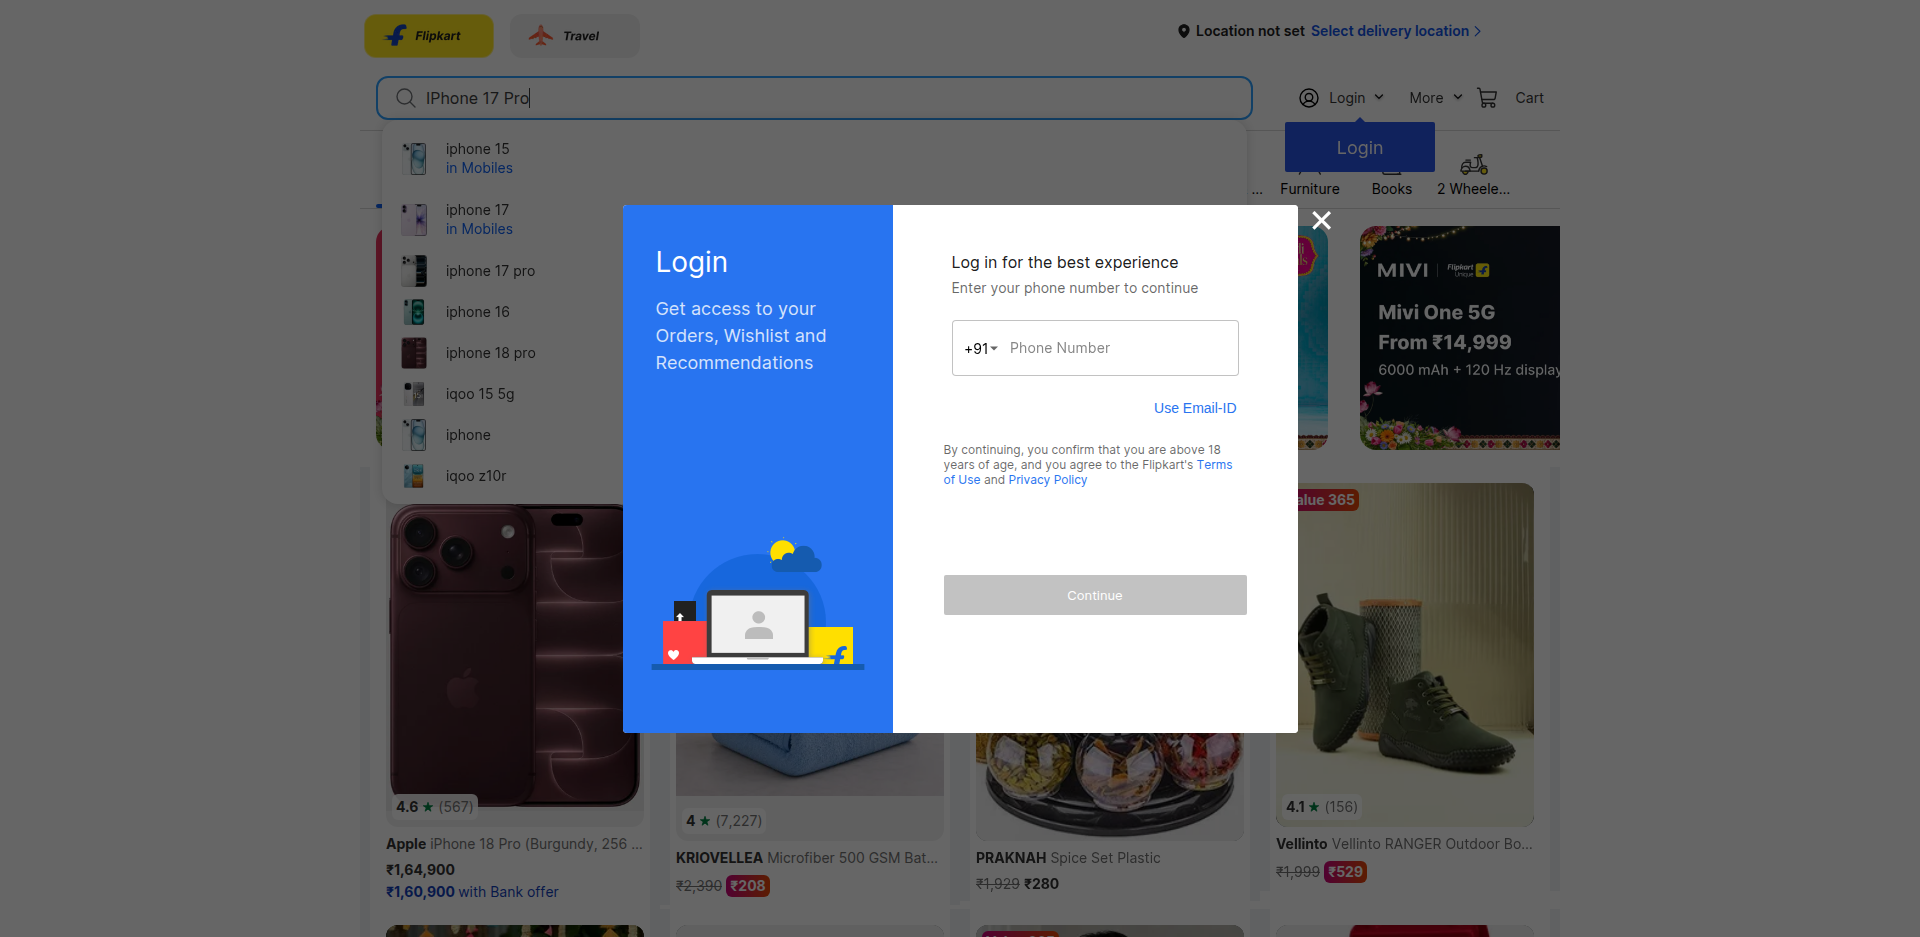 Flipkart
Travel
Location not set Select delivery location
IPhone 17 Pro
Login
More
Cart
Login
iphone 15
in Mobiles
iphone 17
in Mobiles
iphone 17 pro
iphone 16
iphone 18 pro
iqoo 15 5g
iphone
iqoo z10r
...
Furniture
Books
2 Wheele...
Login
Get access to your
Orders, Wishlist and
Recommendations
Log in for the best experience
Enter your phone number to continue
+91
Phone Number
Use Email-ID
By continuing, you confirm that you are above 18
years of age, and you agree to the Flipkart's Terms
of Use and Privacy Policy
Continue
MIVI
Flipkart
Unique
Mivi One 5G
From ₹14,999
6000 mAh + 120 Hz display
alue 365
4.6 ★ (567)
Apple iPhone 18 Pro (Burgundy, 256 ...
₹1,64,900
₹1,60,900 with Bank offer
4 ★ (7,227)
KRIOVELLEA Microfiber 500 GSM Bat...
₹2,390 ₹208
PRAKNAH Spice Set Plastic
₹1,929 ₹280
4.1 ★ (156)
Vellinto Vellinto RANGER Outdoor Bo...
₹1,999 ₹529